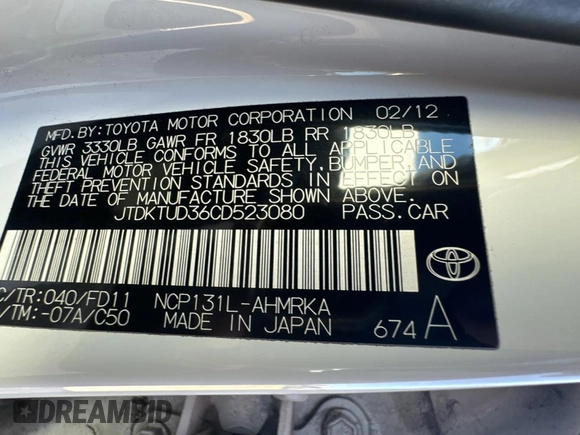 MFD.BY:TOYOTA MOTOR CORPORATION 02/12
GVWR 3330LB GAWR FR 1830LB RR 1830LB
THIS VEHICLE CONFORMS TO ALL APPLICABLE
FEDERAL MOTOR VEHICLE SAFETY, BUMPER, AND
THEFT PREVENTION STANDARDS IN EFFECT ON
THE DATE OF MANUFACTURE SHOWN ABOVE.
JTDKTUD36CD523080 PASS.CAR
C/TR:040/FD11 NCP131L-AHMRKA
/TM:-07A/C50 MADE IN JAPAN 674 A
TOYOTA
DREAMBID